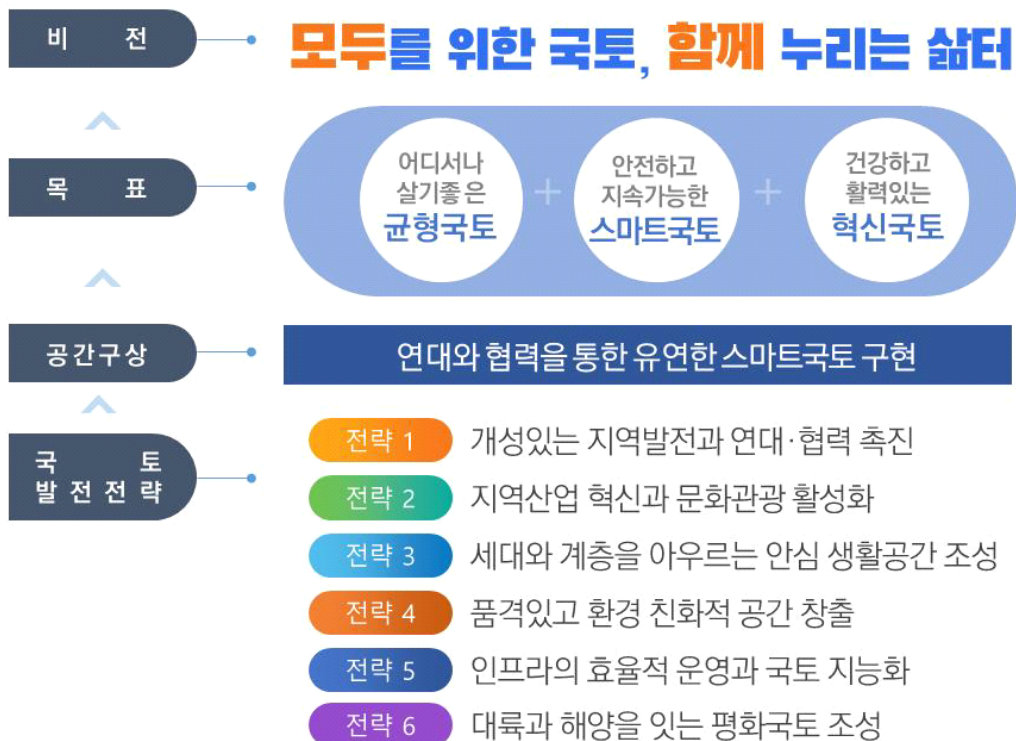 비 전
모두를 위한 국토, 함께 누리는 삶터
목 표
어디서나
살기좋은
균형국토
안전하고
지속가능한
스마트국토
건강하고
활력있는
혁신국토
공간구상
연대와 협력을 통한 유연한 스마트국토 구현
국 토
발전전략
전략 1 개성있는 지역발전과 연대·협력 촉진
전략 2 지역산업 혁신과 문화관광 활성화
전략 3 세대와 계층을 아우르는 안심 생활공간 조성
전략 4 품격있고 환경 친화적 공간 창출
전략 5 인프라의 효율적 운영과 국토 지능화
전략 6 대륙과 해양을 잇는 평화국토 조성